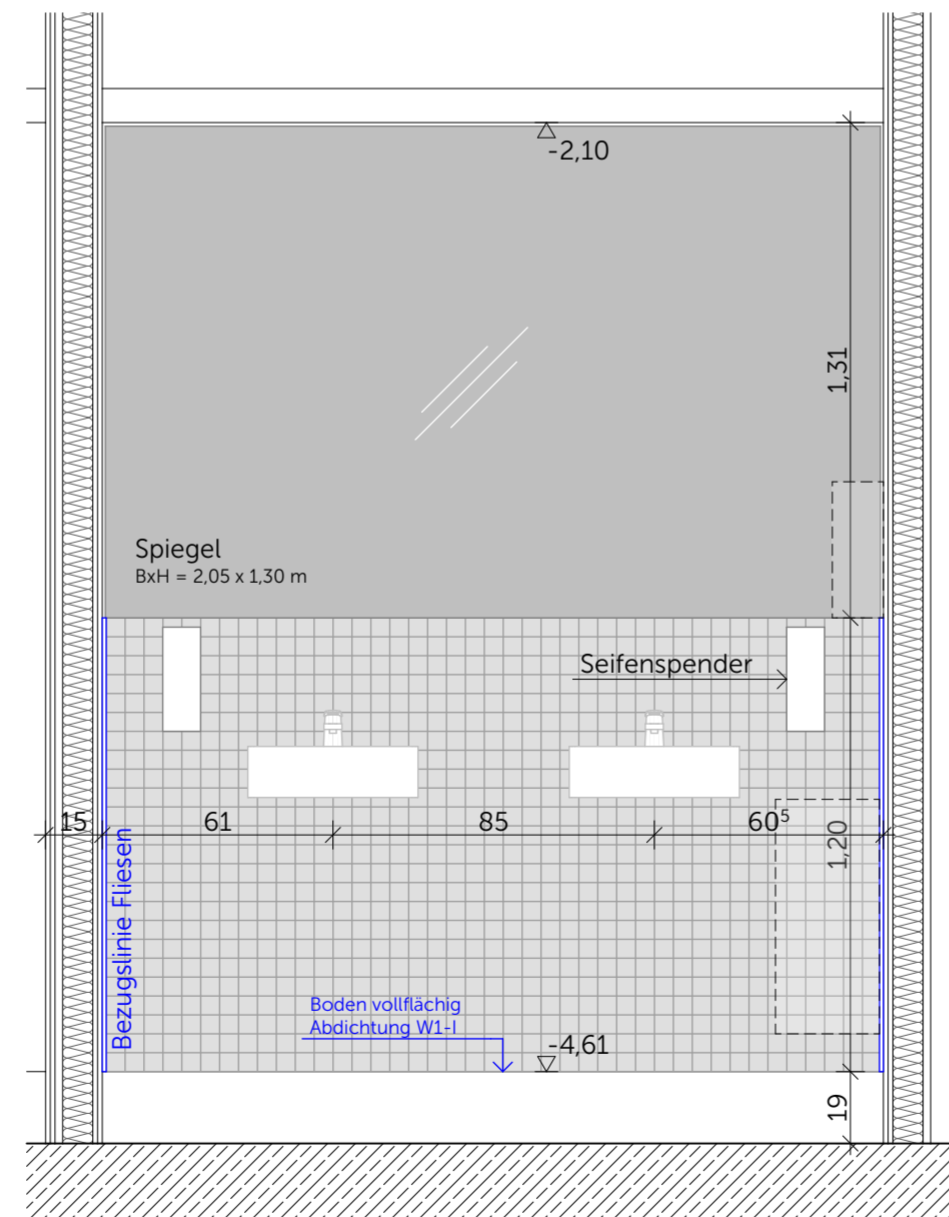 -2,10
1,31
Spiegel
BxH = 2,05 x 1,30 m
Seifenspender
15
61
85
60⁵
1,20
Bezugslinie Fliesen
Boden vollflächig
Abdichtung W1-I
-4,61
19